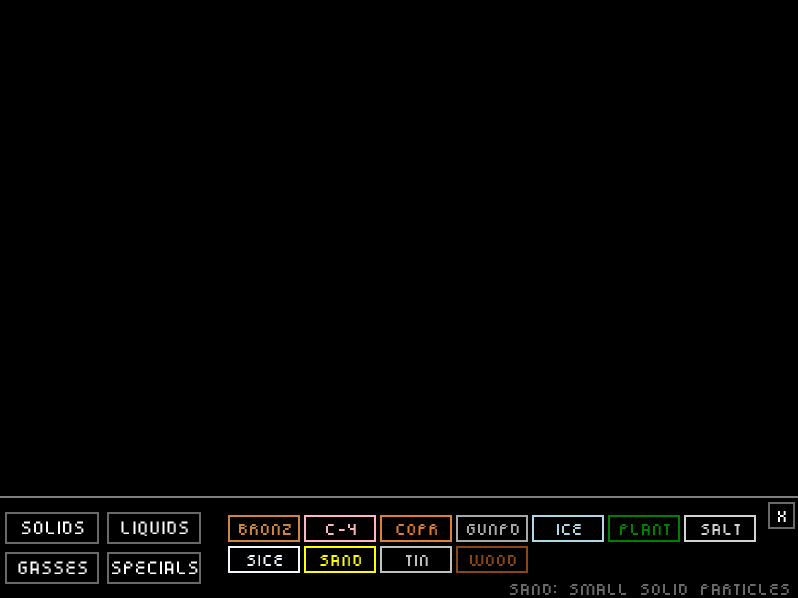 SOLIDS LIQUIDS BRONZ C-4 COPR GUNPD ICE PLANT SALT X
GASSES SPECIALS SICE SAND TIN WOOD
SAND: SMALL SOLID PARTICLES